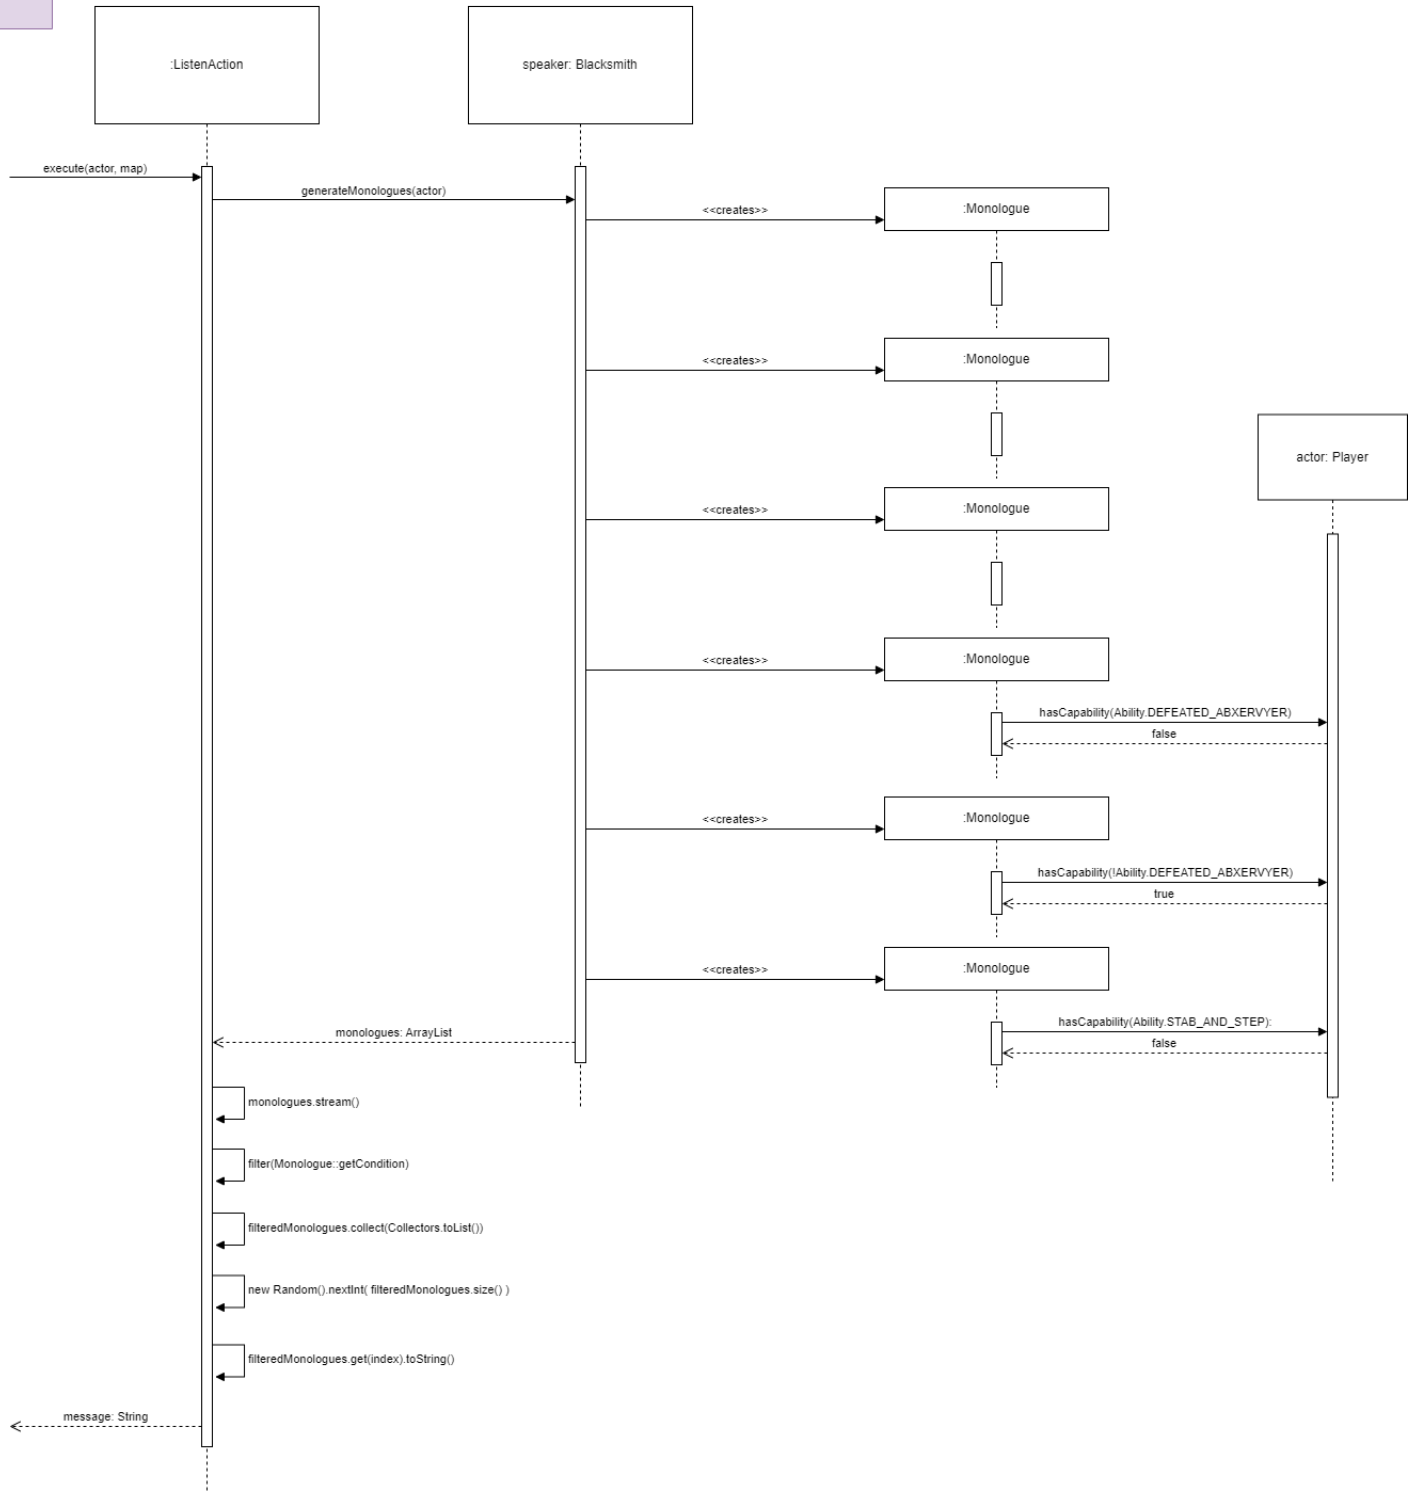 :ListenAction
speaker: Blacksmith
execute(actor, map)
generateMonologues(actor)
<<creates>>
:Monologue
<<creates>>
:Monologue
actor: Player
<<creates>>
:Monologue
<<creates>>
:Monologue
hasCapability(Ability.DEFEATED_ABXERVYER)
false
<<creates>>
:Monologue
hasCapability(!Ability.DEFEATED_ABXERVYER)
true
<<creates>>
:Monologue
hasCapability(Ability.STAB_AND_STEP):
false
monologues: ArrayList
monologues.stream()
filter(Monologue::getCondition)
filteredMonologues.collect(Collectors.toList())
new Random().nextInt( filteredMonologues.size() )
filteredMonologues.get(index).toString()
message: String